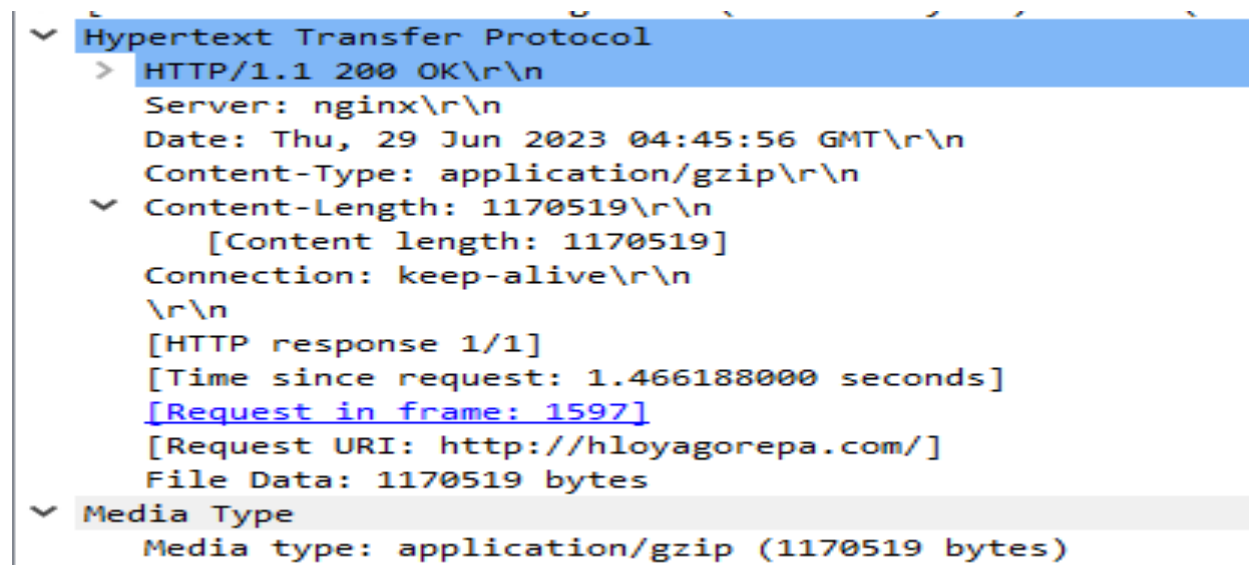 Hypertext Transfer Protocol
HTTP/1.1 200 OK\r\n
Server: nginx\r\n
Date: Thu, 29 Jun 2023 04:45:56 GMT\r\n
Content-Type: application/gzip\r\n
Content-Length: 1170519\r\n
[Content length: 1170519]
Connection: keep-alive\r\n
\r\n
[HTTP response 1/1]
[Time since request: 1.466188000 seconds]
[Request in frame: 1597]
[Request URI: http://hloyagorepa.com/]
File Data: 1170519 bytes
Media Type
Media type: application/gzip (1170519 bytes)